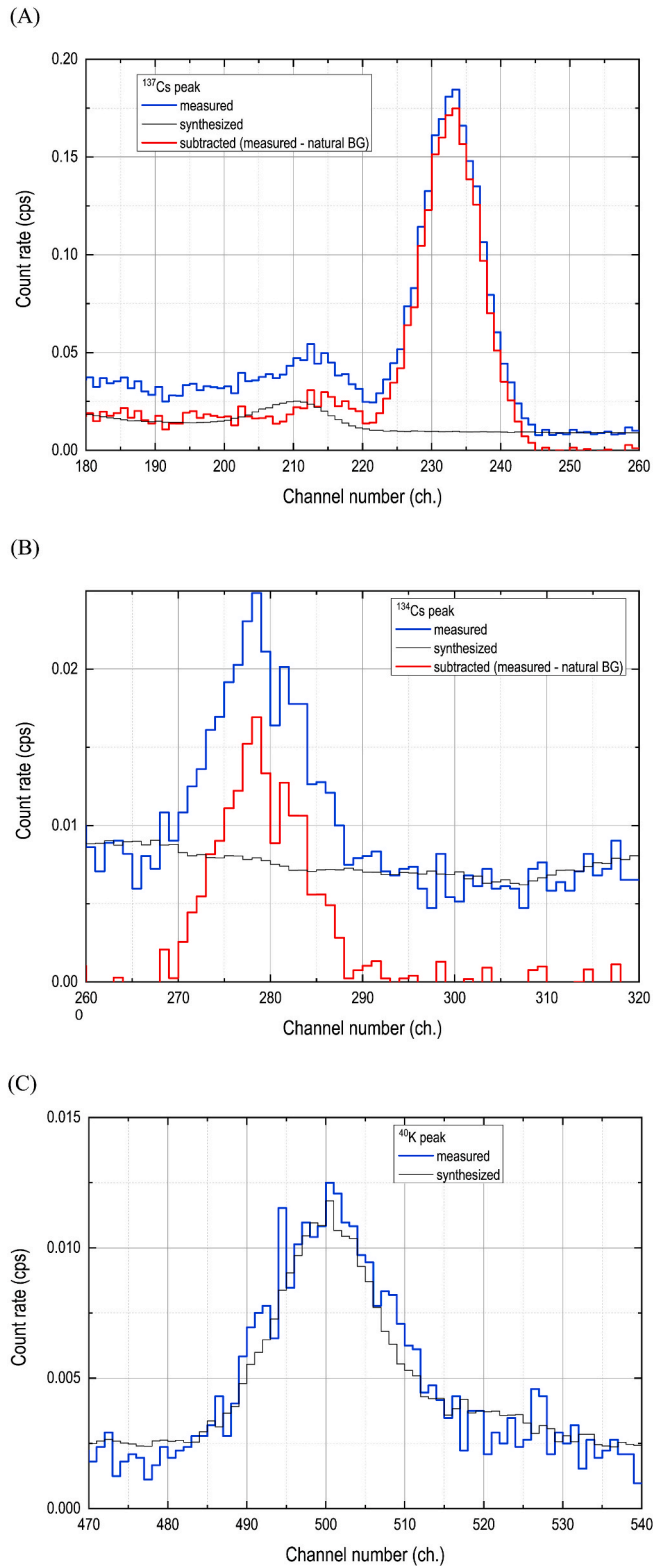 (A)
0.20
0.15
0.10
0.05
0.00
Count rate (cps)
¹³⁷Cs peak
measured
synthesized
subtracted (measured - natural BG)
180 190 200 210 220 230 240 250 260
Channel number (ch.)
(B)
0.02
0.01
0.00
Count rate (cps)
¹³⁴Cs peak
measured
synthesized
subtracted (measured - natural BG)
260 270 280 290 300 310 320
0
Channel number (ch.)
(C)
0.015
0.010
0.005
0.000
Count rate (cps)
⁴⁰K peak
measured
synthesized
470 480 490 500 510 520 530 540
Channel number (ch.)